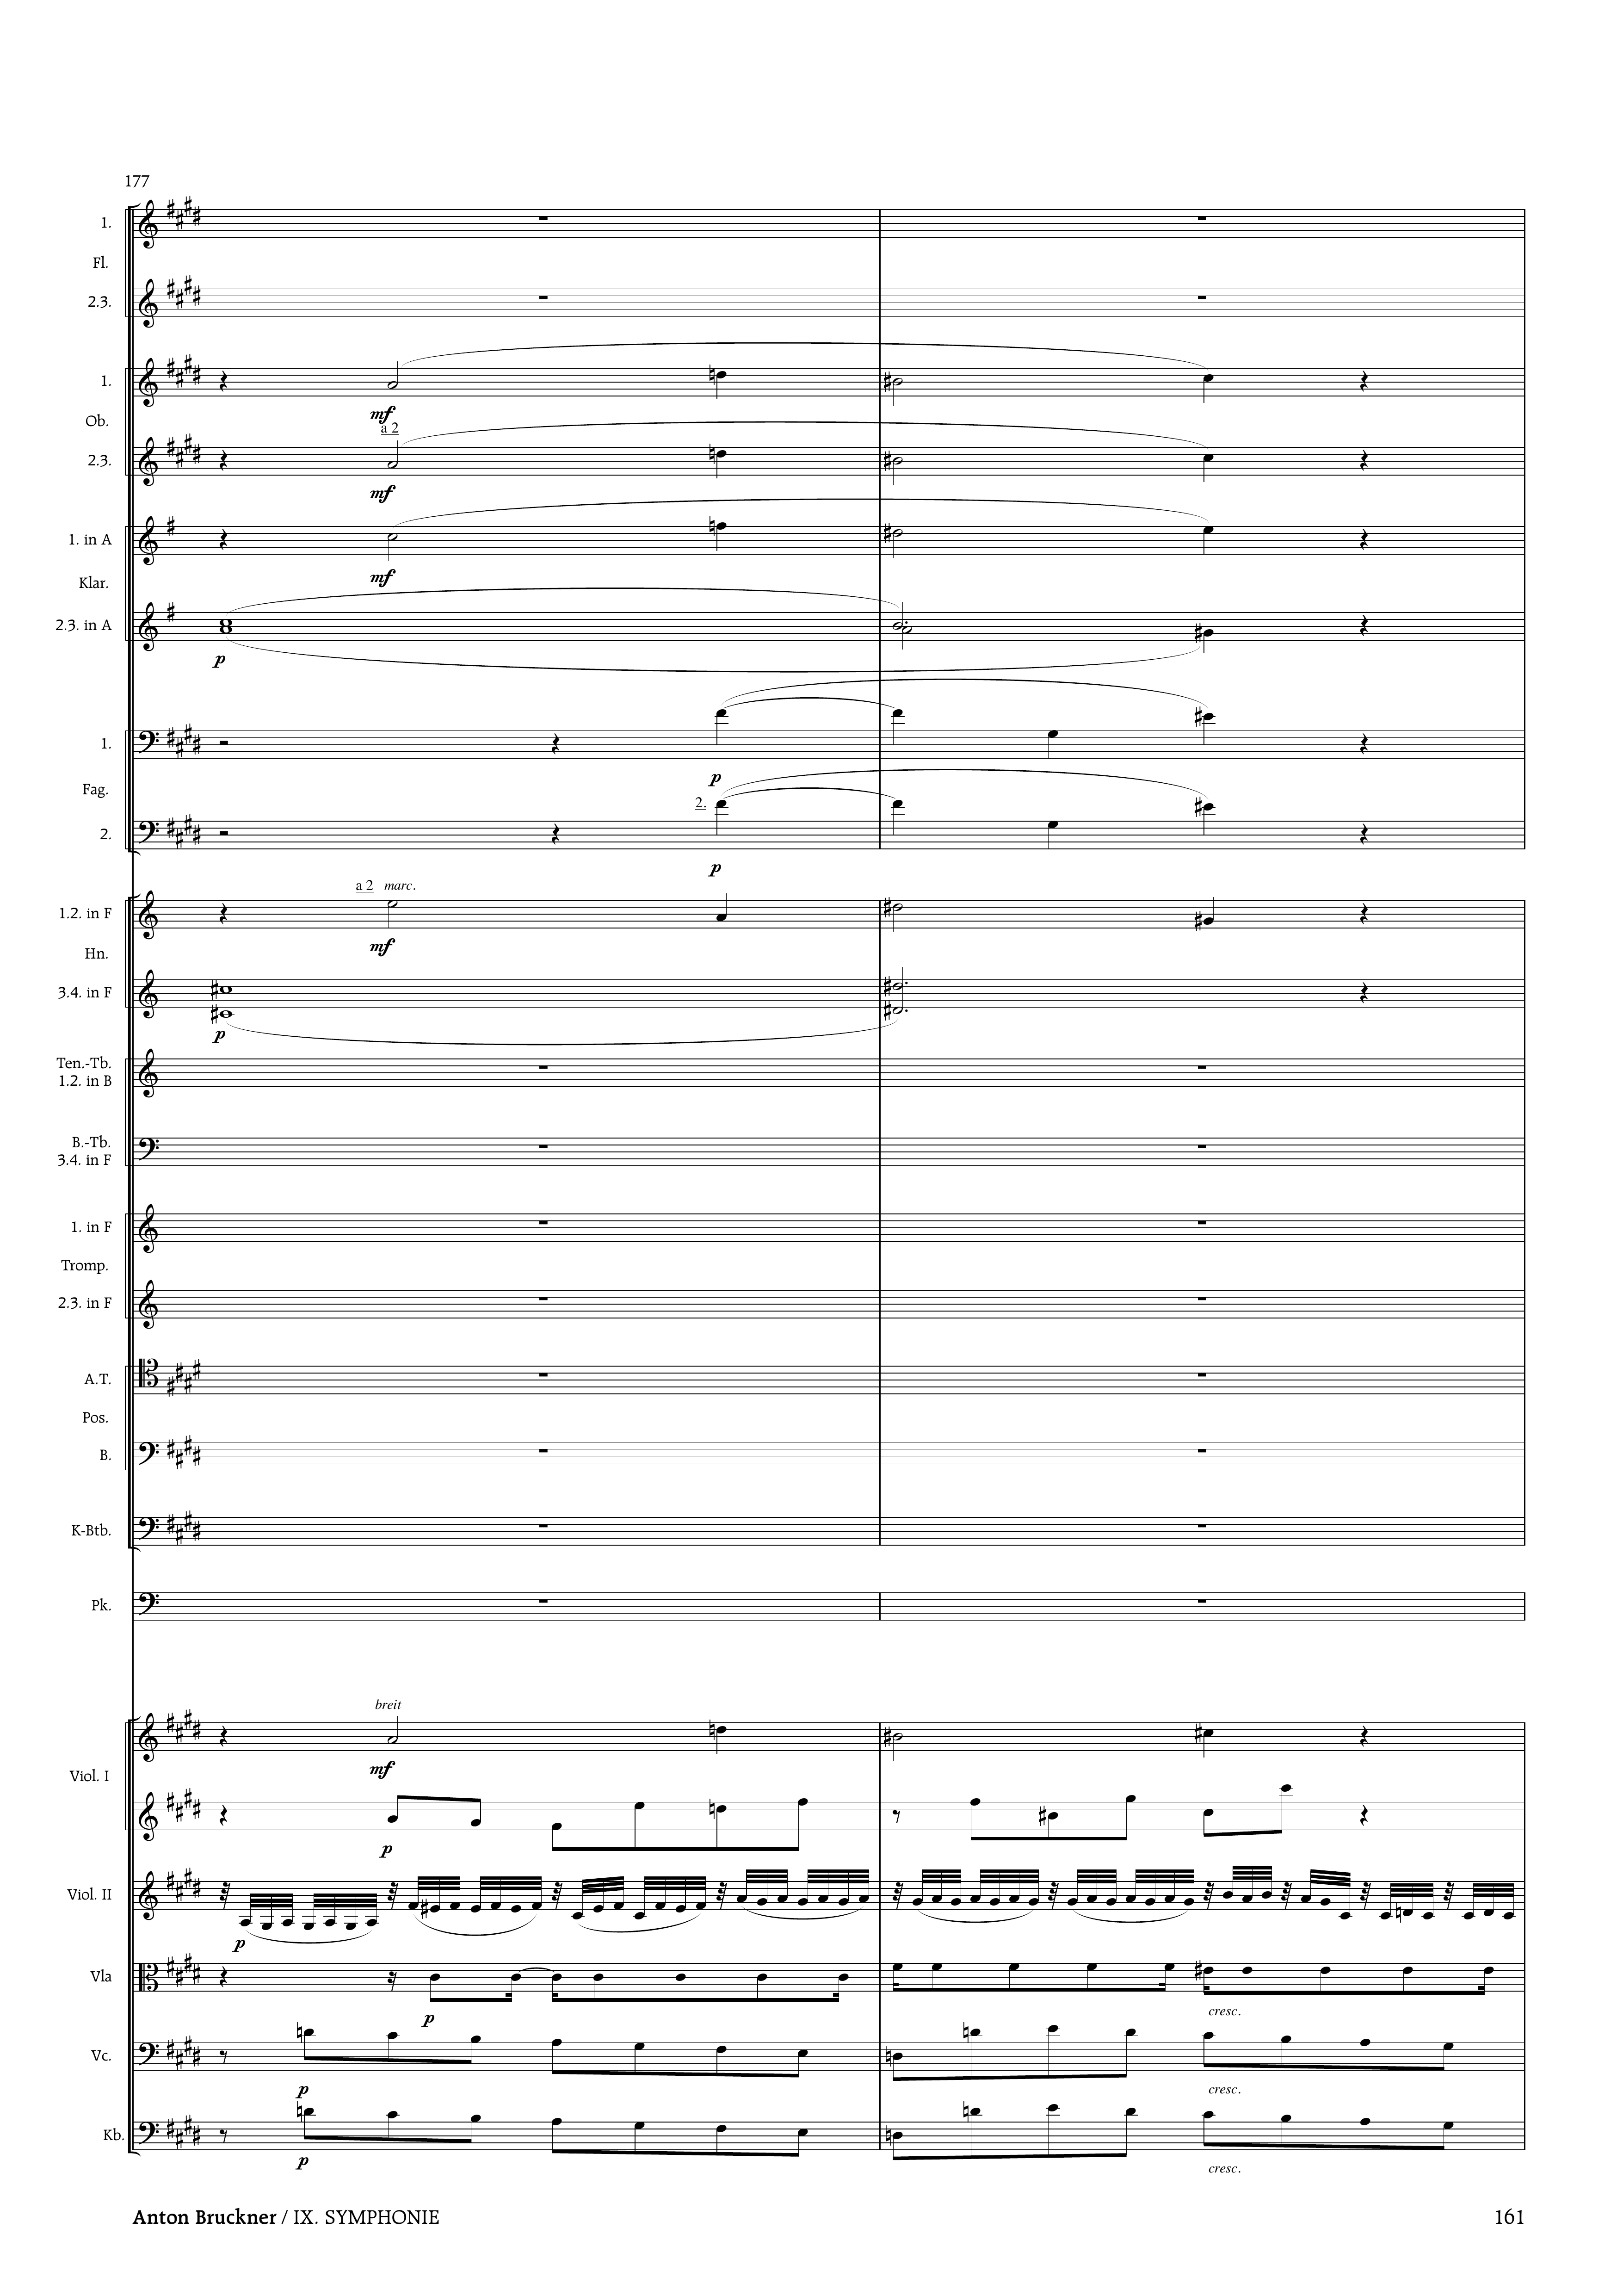 177
1.
Fl.
2.3.
1.
mf
Ob.
a 2
2.3.
mf
1. in A
mf
Klar.
2.3. in A
p
1.
p
Fag.
2.
2.
p
a 2 marc.
1.2. in F
mf
Hn.
3.4. in F
p
Ten.-Tb.
1.2. in B
B.-Tb.
3.4. in F
1. in F
Tromp.
2.3. in F
A.T.
Pos.
B.
K-Btb.
Pk.
breit
mf
Viol. I
p
Viol. II
p
Vla
p
cresc.
Vc.
p
cresc.
Kb.
p
cresc.
Anton Bruckner / IX. SYMPHONIE
161